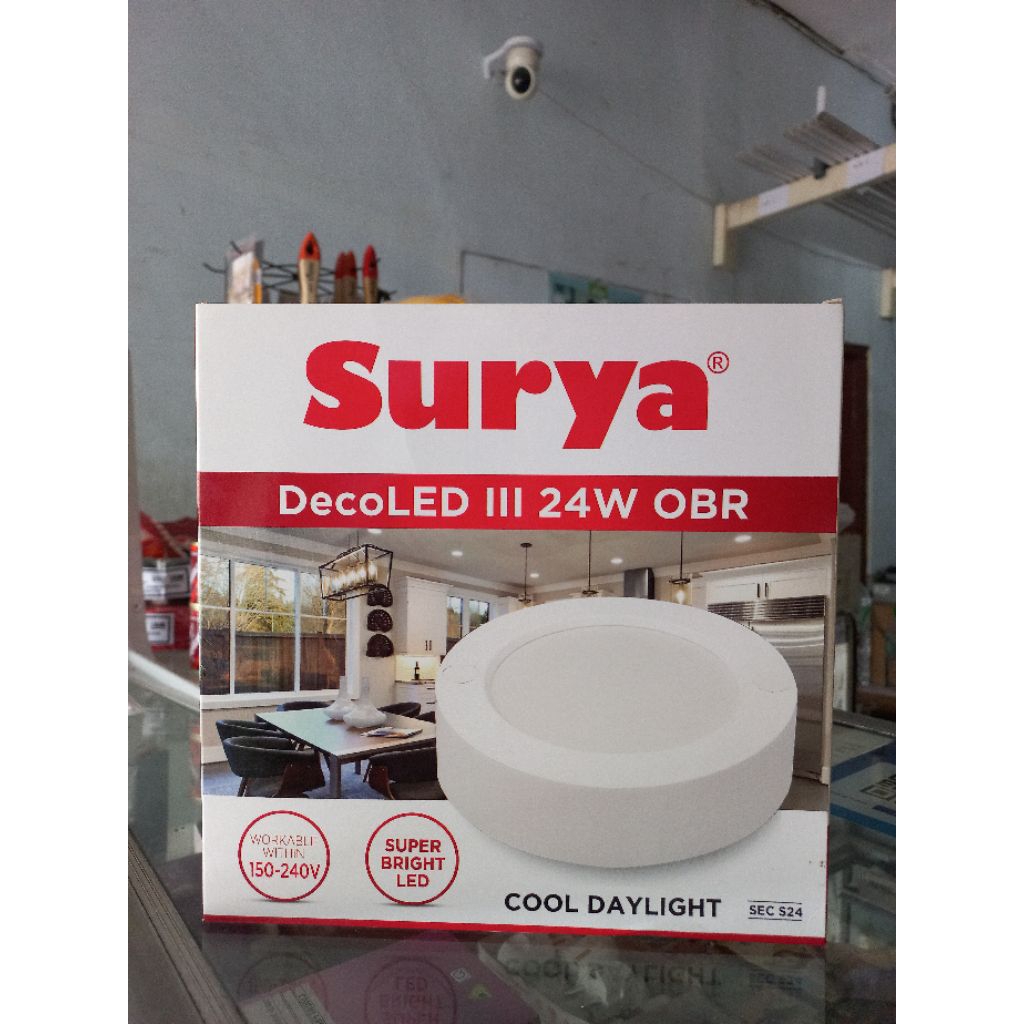 Surya®
DecoLED III 24W OBR
WORKABLE
WITHIN
150-240V
SUPER
BRIGHT
LED
COOL DAYLIGHT
SEC S24